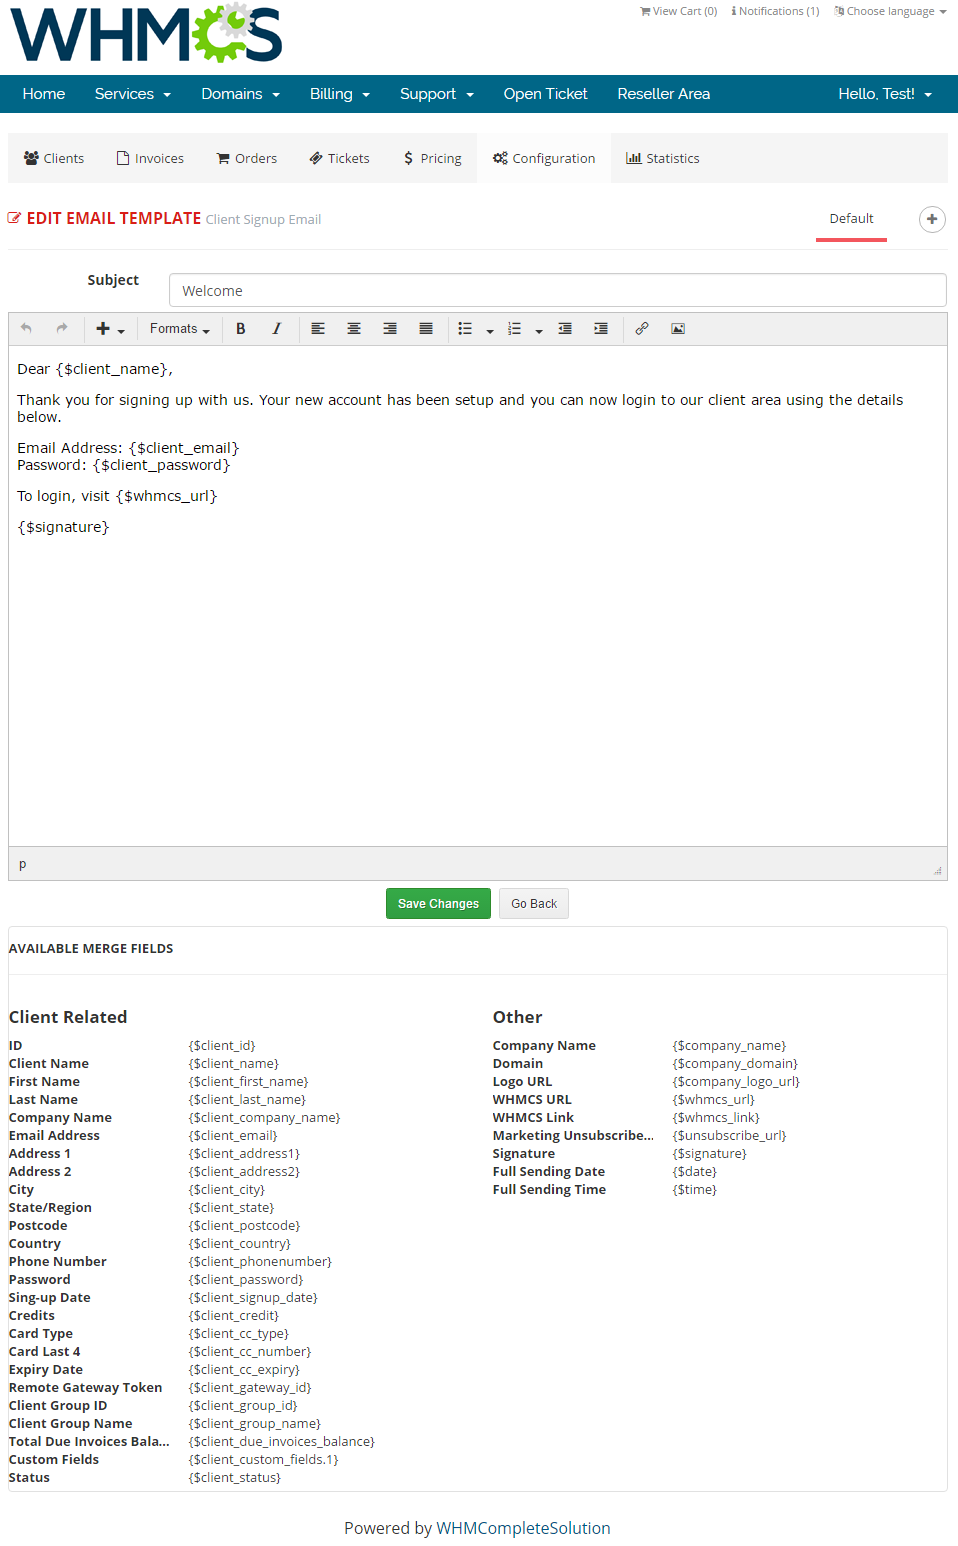 WHMCS
View Cart (0) Notifications (1) Choose language
Home Services Domains Billing Support Open Ticket Reseller Area Hello, Test!
Clients Invoices Orders Tickets $ Pricing Configuration Statistics
EDIT EMAIL TEMPLATE Client Signup Email Default
Subject Welcome
Formats B I
Dear {$client_name},
Thank you for signing up with us. Your new account has been setup and you can now login to our client area using the details
below.
Email Address: {$client_email}
Password: {$client_password}
To login, visit {$whmcs_url}
{$signature}
p
Save Changes Go Back
AVAILABLE MERGE FIELDS
Client Related
ID {$client_id}
Client Name {$client_name}
First Name {$client_first_name}
Last Name {$client_last_name}
Company Name {$client_company_name}
Email Address {$client_email}
Address 1 {$client_address1}
Address 2 {$client_address2}
City {$client_city}
State/Region {$client_state}
Postcode {$client_postcode}
Country {$client_country}
Phone Number {$client_phonenumber}
Password {$client_password}
Sing-up Date {$client_signup_date}
Credits {$client_credit}
Card Type {$client_cc_type}
Card Last 4 {$client_cc_number}
Expiry Date {$client_cc_expiry}
Remote Gateway Token {$client_gateway_id}
Client Group ID {$client_group_id}
Client Group Name {$client_group_name}
Total Due Invoices Bala... {$client_due_invoices_balance}
Custom Fields {$client_custom_fields.1}
Status {$client_status}
Other
Company Name {$company_name}
Domain {$company_domain}
Logo URL {$company_logo_url}
WHMCS URL {$whmcs_url}
WHMCS Link {$whmcs_link}
Marketing Unsubscribe... {$unsubscribe_url}
Signature {$signature}
Full Sending Date {$date}
Full Sending Time {$time}
Powered by WHMCompleteSolution